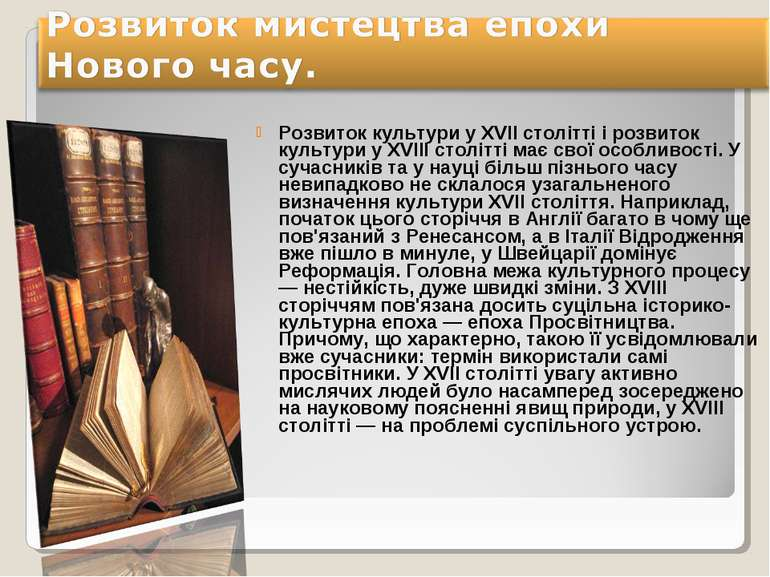 Розвиток мистецтва епохи
Нового часу.
Розвиток культури у XVII столітті і розвиток
культури у XVIII столітті має свої особливості. У
сучасників та у науці більш пізнього часу
невипадково не склалося узагальненого
визначення культури XVII століття. Наприклад,
початок цього сторіччя в Англії багато в чому ще
пов'язаний з Ренесансом, а в Італії Відродження
вже пішло в минуле, у Швейцарії домінує
Реформація. Головна межа культурного процесу
— нестійкість, дуже швидкі зміни. З XVIII
сторіччям пов'язана досить суцільна історико-
культурна епоха — епоха Просвітництва.
Причому, що характерно, такою її усвідомлювали
вже сучасники: термін використали самі
просвітники. У XVII столітті увагу активно
мислячих людей було насамперед зосереджено
на науковому поясненні явищ природи, у XVIII
столітті — на проблемі суспільного устрою.